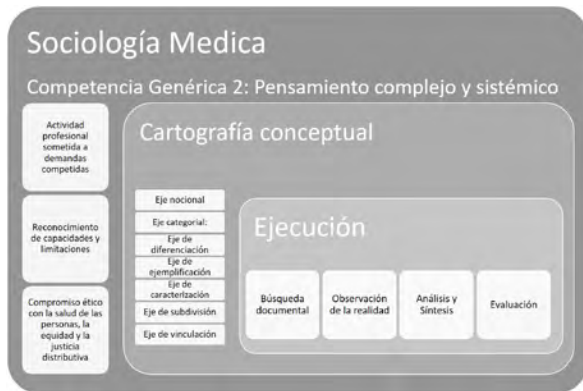 Sociología Medica
Competencia Genérica 2: Pensamiento complejo y sistémico
Actividad
profesional
sometida a
demandas
competidas
Reconocimiento
de capacidades y
limitaciones
Compromiso ético
con la salud de las
personas, la
equidad y la
justicia
distributiva
Cartografía conceptual
Eje nocional
Eje categorial:
Eje de
diferenciación
Eje de
ejemplificación
Eje de
caracterización
Eje de subdivisión
Eje de vinculación
Ejecución
Búsqueda
documental
Observación
de la realidad
Análisis y
Síntesis
Evaluación